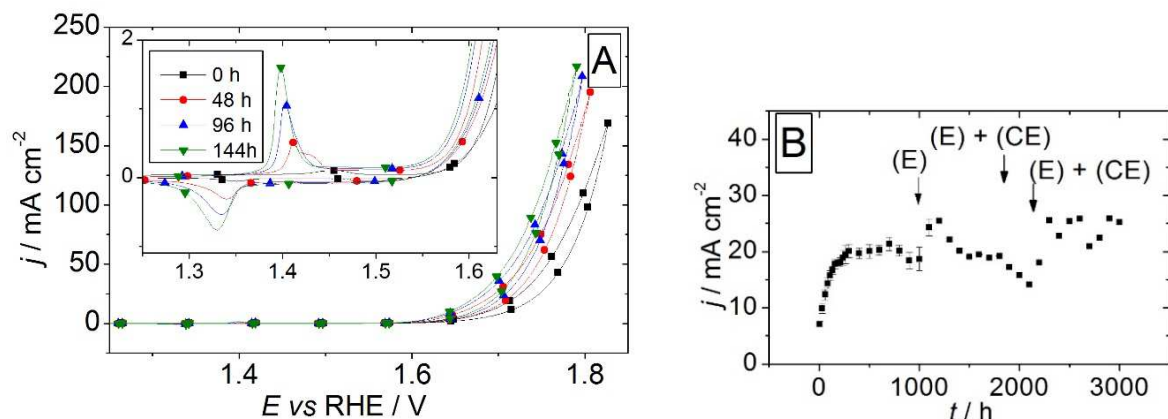 250
200
150
100
50
0
j / mA cm-2
2
1
0
0 h
48 h
96 h
144h
1.3
1.4
1.5
1.6
A
1.4
1.6
1.8
E vs RHE / V
B
40
30
20
10
0
j / mA cm-2
(E)
(E) + (CE)
(E) + (CE)
0
1000
2000
3000
t / h